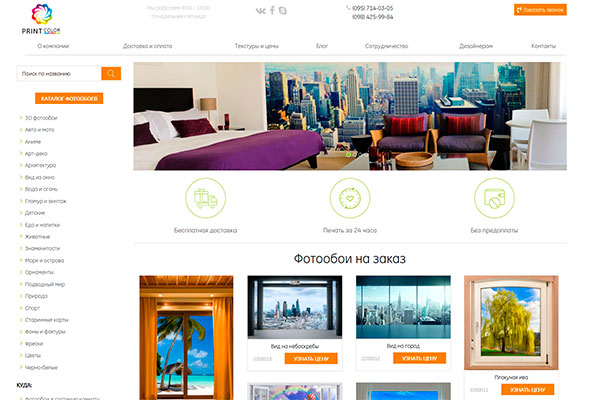 PRINT COLOR
Мы работаем 9:00 - 18:00
понедельник-пятница
(095) 714-03-05
(098) 425-99-84
Заказать звонок
О компании
Доставка и оплата
Текстуры и цены
Блог
Сотрудничество
Дизайнерам
Контакты
Поиск по названию
КАТАЛОГ ФОТООБОЕВ
3D фотообои
Авто и мото
Аниме
Арт-деко
Архитектура
Вид из окна
Вода и огонь
Гламур и винтаж
Детские
Еда и напитки
Животные
Знаменитости
Моря и острова
Орнаменты
Подводный мир
Природа
Спорт
Старинные карты
Фоны и фактуры
Фрески
Цветы
Черно-белые
КУДА:
Фотообои в гостиную комнату
Бесплатная доставка
Печать за 24 часа
Без предоплаты
Фотообои на заказ
Вид на небоскребы
УЗНАТЬ ЦЕНУ
Вид на город
УЗНАТЬ ЦЕНУ
Плакучая ива
УЗНАТЬ ЦЕНУ